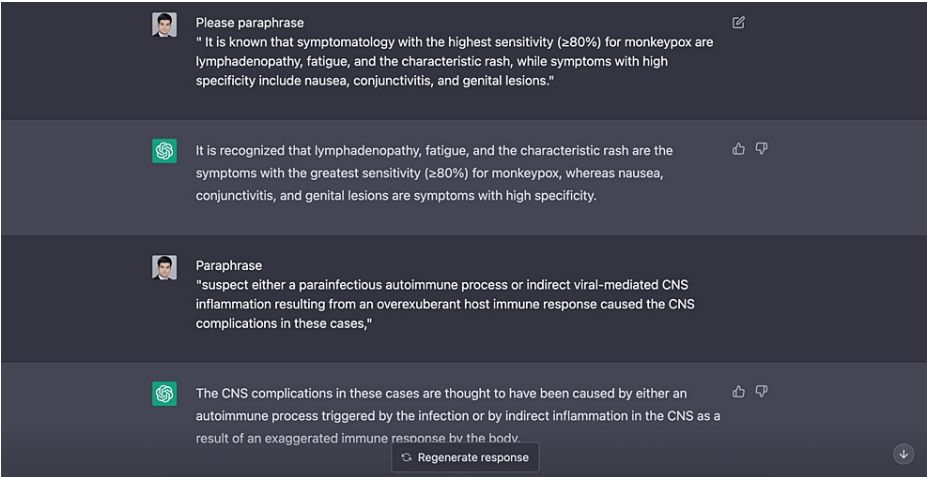 Please paraphrase
" It is known that symptomatology with the highest sensitivity (≥80%) for monkeypox are
lymphadenopathy, fatigue, and the characteristic rash, while symptoms with high
specificity include nausea, conjunctivitis, and genital lesions."
It is recognized that lymphadenopathy, fatigue, and the characteristic rash are the
symptoms with the greatest sensitivity (≥80%) for monkeypox, whereas nausea,
conjunctivitis, and genital lesions are symptoms with high specificity.
Paraphrase
"suspect either a parainfectious autoimmune process or indirect viral-mediated CNS
inflammation resulting from an overexuberant host immune response caused the CNS
complications in these cases,"
The CNS complications in these cases are thought to have been caused by either an
autoimmune process triggered by the infection or by indirect inflammation in the CNS as a
result of an exaggerated immune response by the body.
Regenerate response